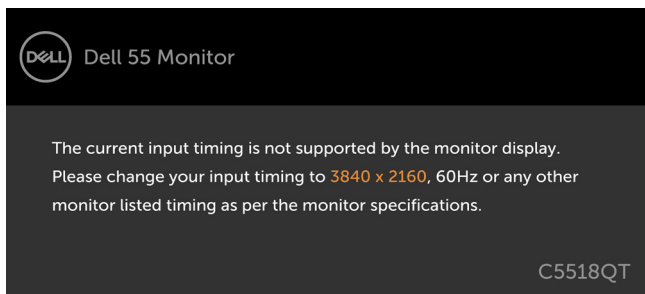 DELL
Dell 55 Monitor
The current input timing is not supported by the monitor display.
Please change your input timing to 3840 x 2160, 60Hz or any other
monitor listed timing as per the monitor specifications.
C5518QT